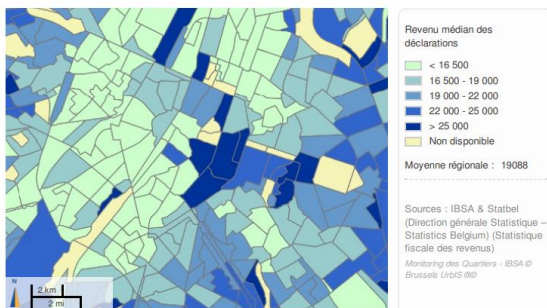 Revenu médian des
déclarations
< 16 500
16 500 - 19 000
19 000 - 22 000
22 000 - 25 000
> 25 000
Non disponible
Moyenne régionale : 19088
Sources : IBSA & Statbel
(Direction générale Statistique –
Statistics Belgium) (Statistique
fiscale des revenus)
Monitoring des Quartiers - IBSA ©
Brussels UrbIS ®©
N
2 km
2 mi